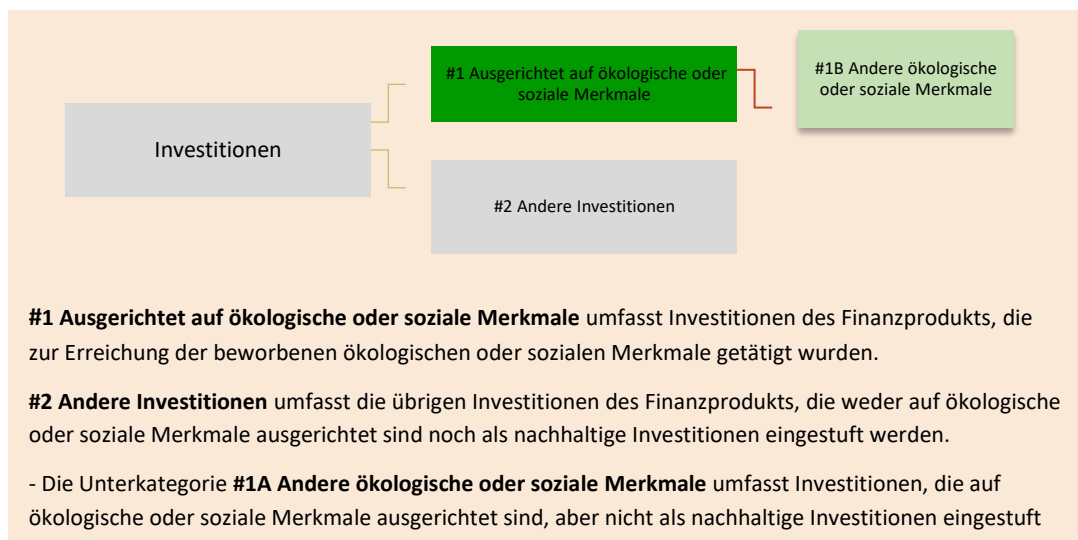 #1 Ausgerichtet auf ökologische oder
soziale Merkmale
#1B Andere ökologische
oder soziale Merkmale
Investitionen
#2 Andere Investitionen
#1 Ausgerichtet auf ökologische oder soziale Merkmale umfasst Investitionen des Finanzprodukts, die
zur Erreichung der beworbenen ökologischen oder sozialen Merkmale getätigt wurden.
#2 Andere Investitionen umfasst die übrigen Investitionen des Finanzprodukts, die weder auf ökologische
oder soziale Merkmale ausgerichtet sind noch als nachhaltige Investitionen eingestuft werden.
- Die Unterkategorie #1A Andere ökologische oder soziale Merkmale umfasst Investitionen, die auf
ökologische oder soziale Merkmale ausgerichtet sind, aber nicht als nachhaltige Investitionen eingestuft